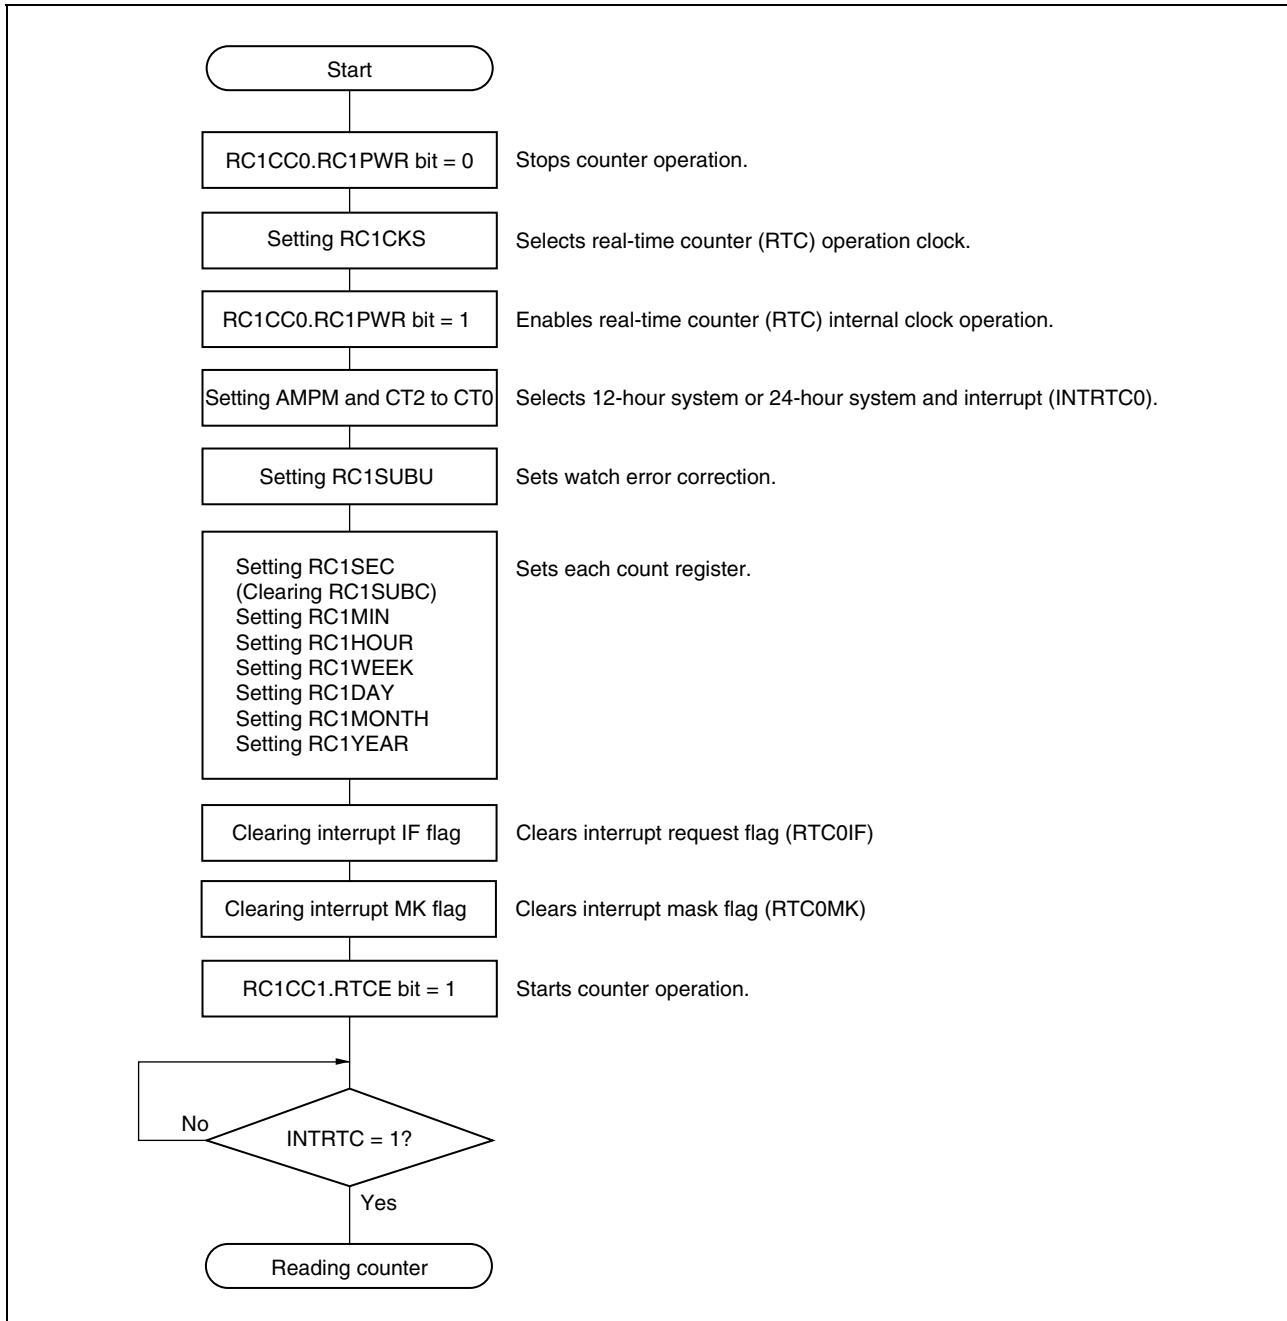 Start
RC1CC0.RC1PWR bit = 0
Stops counter operation.
Setting RC1CKS
Selects real-time counter (RTC) operation clock.
RC1CC0.RC1PWR bit = 1
Enables real-time counter (RTC) internal clock operation.
Setting AMPM and CT2 to CT0
Selects 12-hour system or 24-hour system and interrupt (INTRTC0).
Setting RC1SUBU
Sets watch error correction.
Setting RC1SEC
(Clearing RC1SUBC)
Setting RC1MIN
Setting RC1HOUR
Setting RC1WEEK
Setting RC1DAY
Setting RC1MONTH
Setting RC1YEAR
Sets each count register.
Clearing interrupt IF flag
Clears interrupt request flag (RTC0IF)
Clearing interrupt MK flag
Clears interrupt mask flag (RTC0MK)
RC1CC1.RTCE bit = 1
Starts counter operation.
No
INTRTC = 1?
Yes
Reading counter